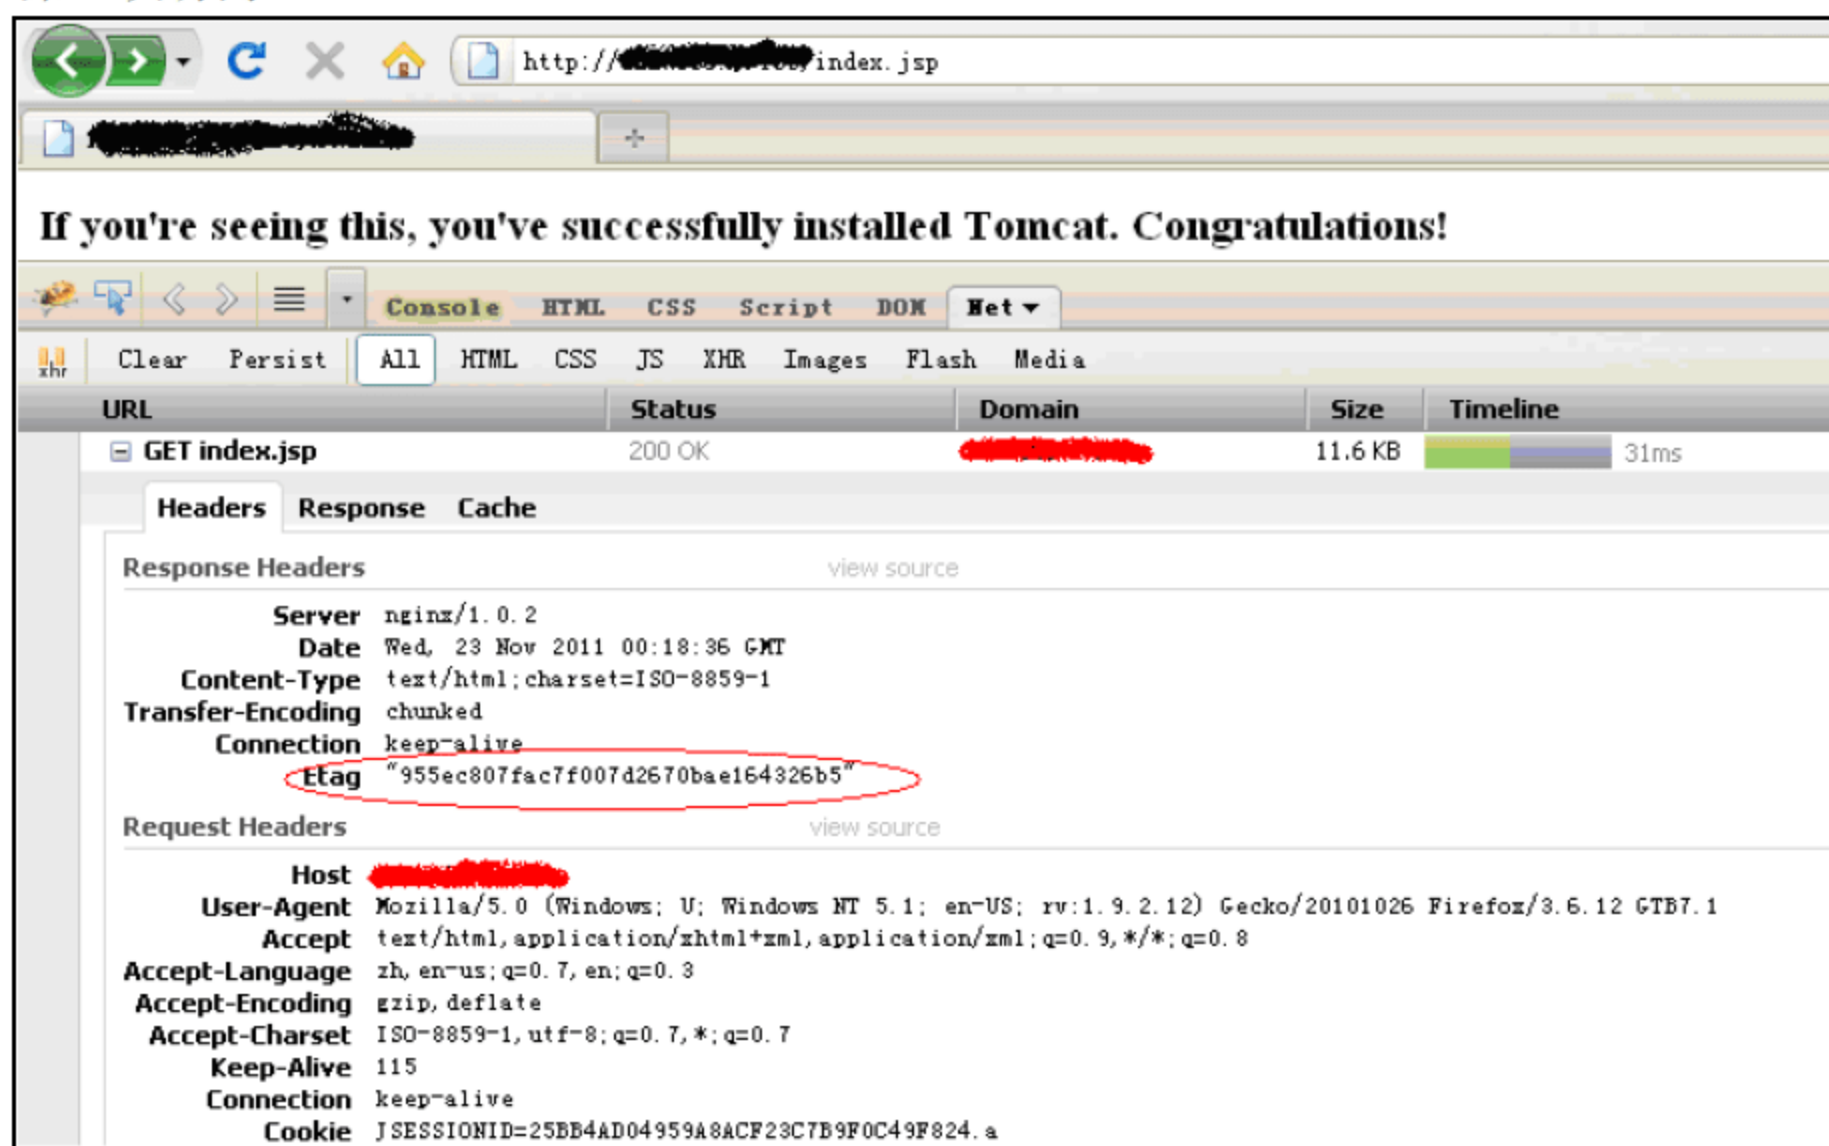 http:// /index.jsp
If you're seeing this, you've successfully installed Tomcat. Congratulations!
Console HTML CSS Script DOM Net
xhr Clear Persist All HTML CSS JS XHR Images Flash Media
URL Status Domain Size Timeline
GET index.jsp 200 OK 11.6 KB 31ms
Headers Response Cache
Response Headers view source
Server nginx/1.0.2
Date Wed, 23 Nov 2011 00:18:36 GMT
Content-Type text/html;charset=ISO-8859-1
Transfer-Encoding chunked
Connection keep-alive
Etag "955ec807fac7f007d2670bae164326b5"
Request Headers view source
Host
User-Agent Mozilla/5.0 (Windows; U; Windows NT 5.1; en-US; rv:1.9.2.12) Gecko/20101026 Firefox/3.6.12 GTB7.1
Accept text/html,application/xhtml+xml,application/xml;q=0.9,*/*;q=0.8
Accept-Language zh,en-us;q=0.7,en;q=0.3
Accept-Encoding gzip,deflate
Accept-Charset ISO-8859-1,utf-8;q=0.7,*;q=0.7
Keep-Alive 115
Connection keep-alive
Cookie JSESSIONID=25BB4AD04959A8ACF23C7B9F0C49F824.a